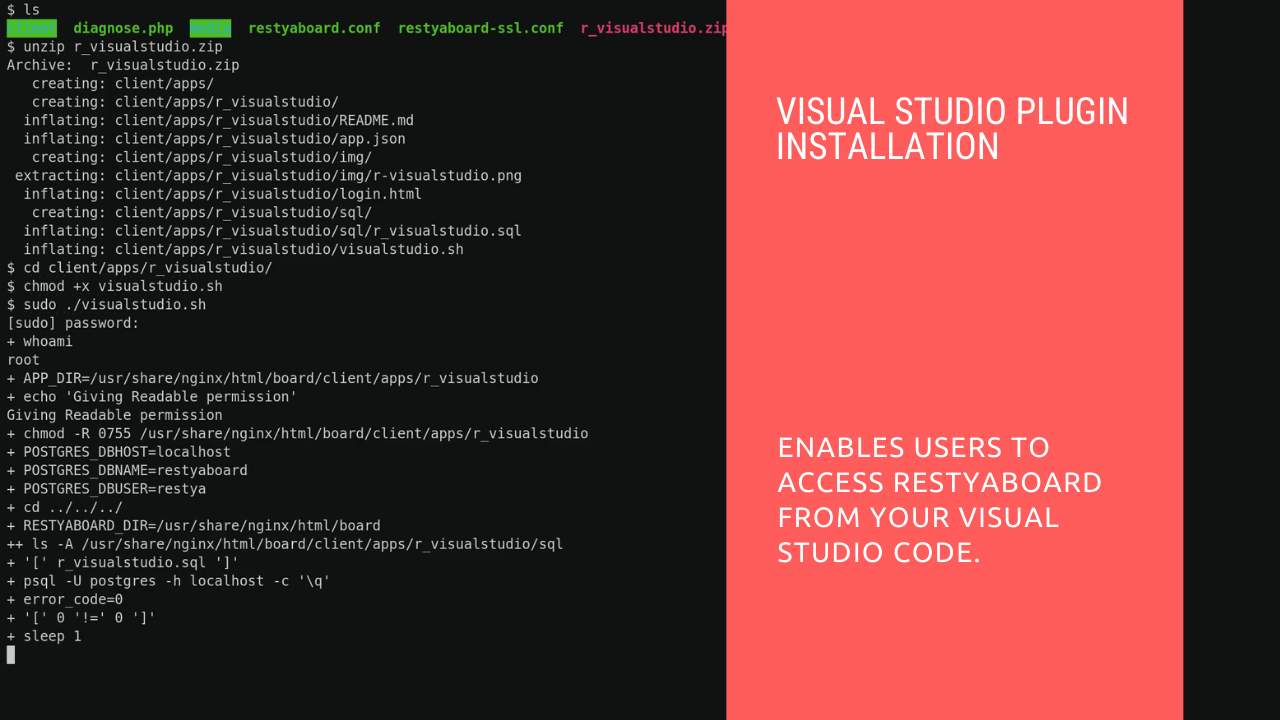 $ ls
client diagnose.php media restyaboard.conf restyaboard-ssl.conf r_visualstudio.zip
$ unzip r_visualstudio.zip
Archive: r_visualstudio.zip
creating: client/apps/
creating: client/apps/r_visualstudio/
inflating: client/apps/r_visualstudio/README.md
inflating: client/apps/r_visualstudio/app.json
creating: client/apps/r_visualstudio/img/
extracting: client/apps/r_visualstudio/img/r-visualstudio.png
inflating: client/apps/r_visualstudio/login.html
creating: client/apps/r_visualstudio/sql/
inflating: client/apps/r_visualstudio/sql/r_visualstudio.sql
inflating: client/apps/r_visualstudio/visualstudio.sh
$ cd client/apps/r_visualstudio/
$ chmod +x visualstudio.sh
$ sudo ./visualstudio.sh
[sudo] password:
+ whoami
root
+ APP_DIR=/usr/share/nginx/html/board/client/apps/r_visualstudio
+ echo 'Giving Readable permission'
Giving Readable permission
+ chmod -R 0755 /usr/share/nginx/html/board/client/apps/r_visualstudio
+ POSTGRES_DBHOST=localhost
+ POSTGRES_DBNAME=restyaboard
+ POSTGRES_DBUSER=restya
+ cd ../../../
+ RESTYABOARD_DIR=/usr/share/nginx/html/board
++ ls -A /usr/share/nginx/html/board/client/apps/r_visualstudio/sql
+ '[' r_visualstudio.sql ']'
+ psql -U postgres -h localhost -c '\q'
+ error_code=0
+ '[' 0 '!=' 0 ']'
+ sleep 1
VISUAL STUDIO PLUGIN
INSTALLATION
ENABLES USERS TO
ACCESS RESTYABOARD
FROM YOUR VISUAL
STUDIO CODE.